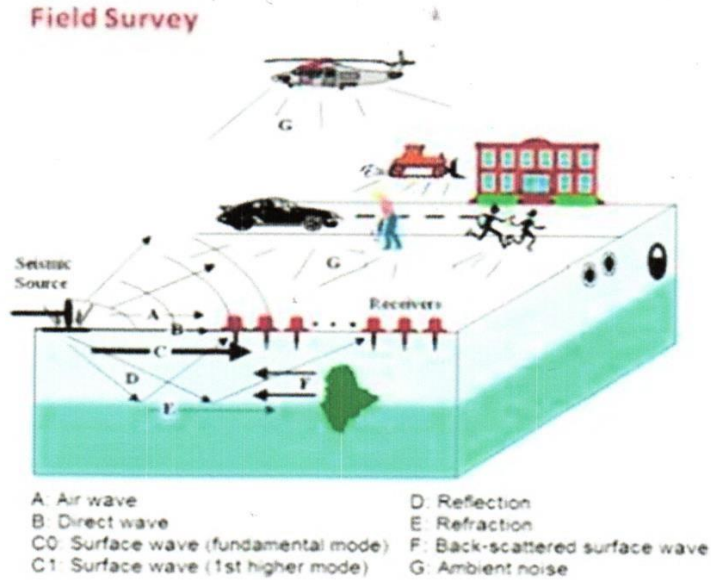 Field Survey
G
Seismic
Source
G
Receivers
A
B
C
D
F
E
A: Air wave
B: Direct wave
C0: Surface wave (fundamental mode)
C1: Surface wave (1st higher mode)
D: Reflection
E: Refraction
F: Back-scattered surface wave
G: Ambient noise